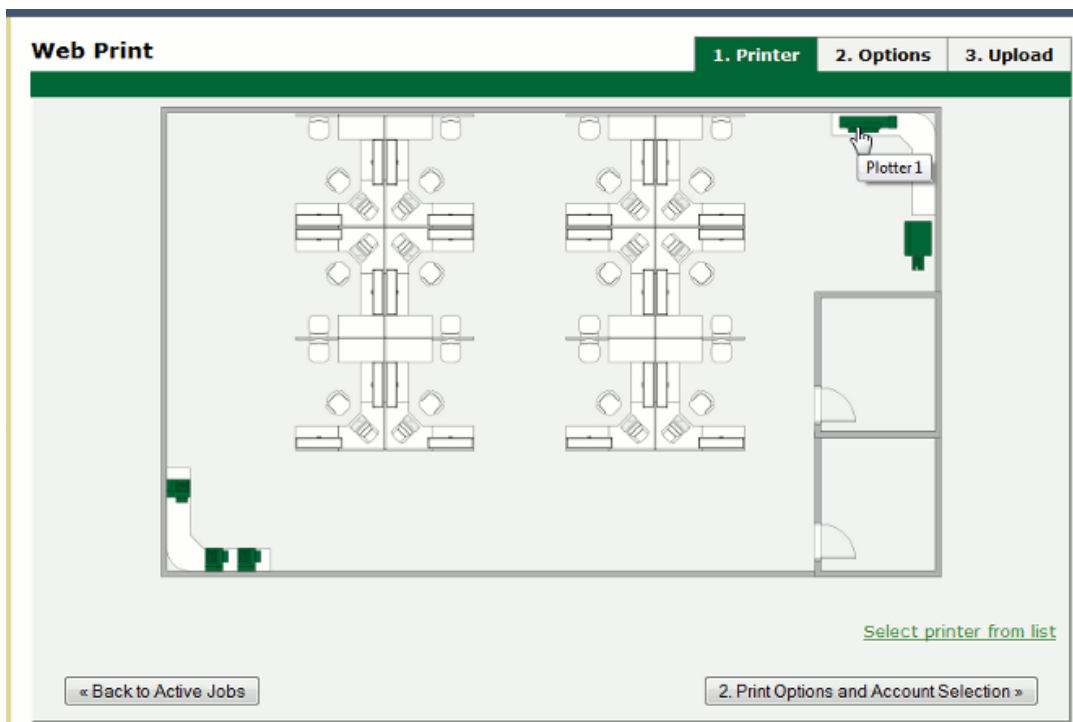 Web Print
1. Printer
2. Options
3. Upload
Plotter 1
Select printer from list
« Back to Active Jobs
2. Print Options and Account Selection »